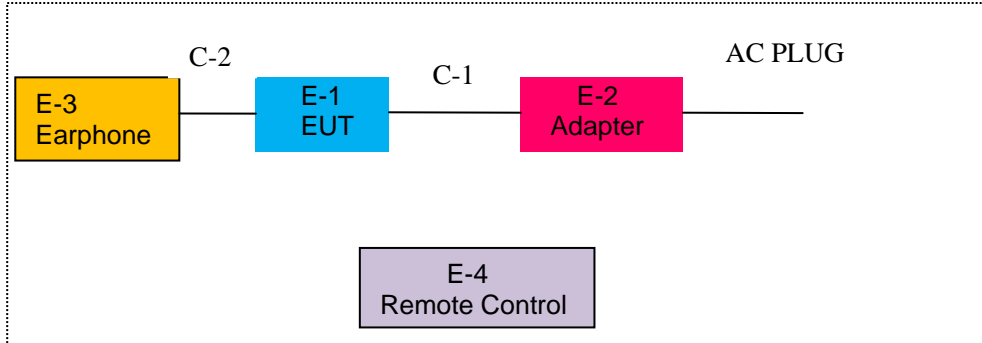 C-2
C-1
AC PLUG
E-3
Earphone
E-1
EUT
E-2
Adapter
E-4
Remote Control